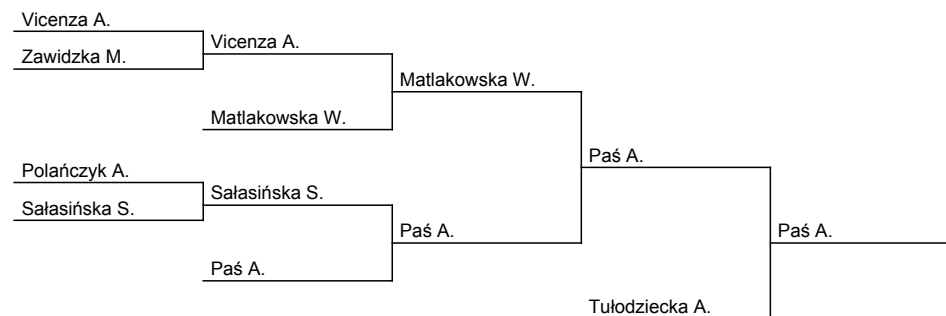 Vicenza A.
Zawidzka M.
Vicenza A.
Matlakowska W.
Matlakowska W.
Polańczyk A.
Sałasińska S.
Sałasińska S.
Paś A.
Paś A.
Paś A.
Tułodziecka A.
Paś A.